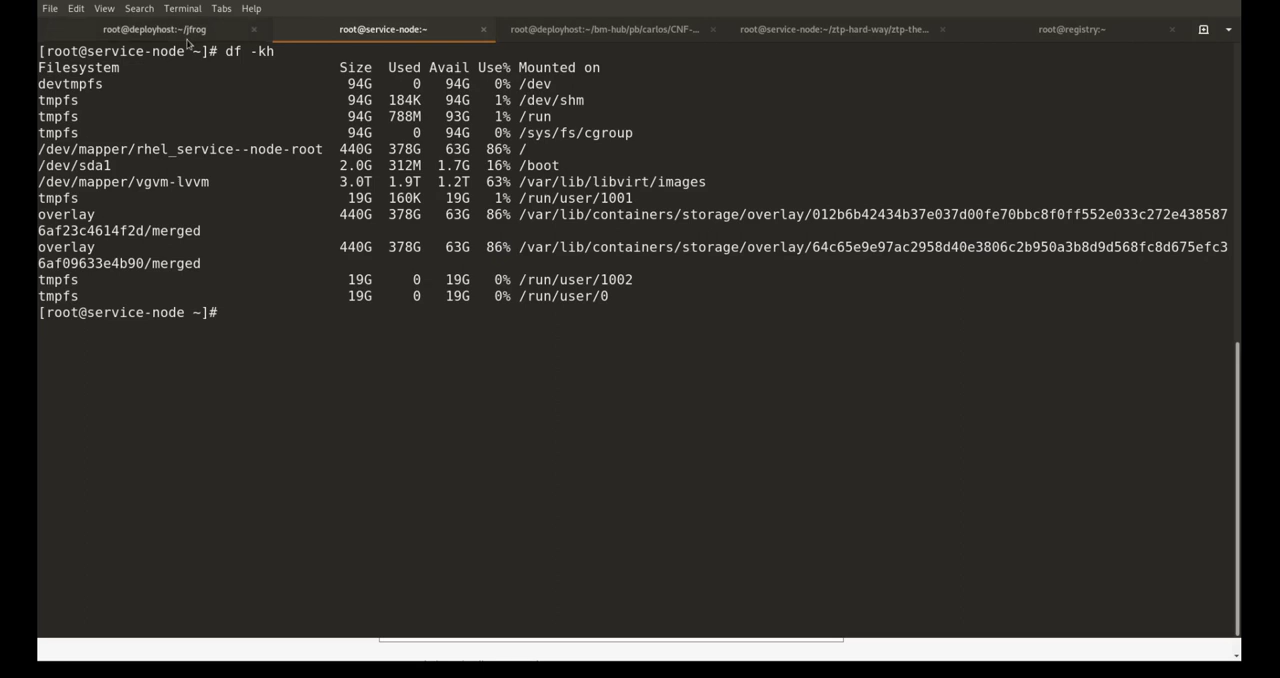 File Edit View Search Terminal Tabs Help
root@deployhost:~/jfrog × root@service-node:~ × root@deployhost:~/bm-hub/pb/carlos/CNF-... × root@service-node:~/ztp-hard-way/ztp-the... × root@registry:~ ×
[root@service-node ~]# df -kh
Filesystem Size Used Avail Use% Mounted on
devtmpfs 94G 0 94G 0% /dev
tmpfs 94G 184K 94G 1% /dev/shm
tmpfs 94G 788M 93G 1% /run
tmpfs 94G 0 94G 0% /sys/fs/cgroup
/dev/mapper/rhel_service--node-root 440G 378G 63G 86% /
/dev/sda1 2.0G 312M 1.7G 16% /boot
/dev/mapper/vgvm-lvvm 3.0T 1.9T 1.2T 63% /var/lib/libvirt/images
tmpfs 19G 160K 19G 1% /run/user/1001
overlay 440G 378G 63G 86% /var/lib/containers/storage/overlay/012b6b42434b37e037d00fe70bbc8f0ff552e033c272e438587
6af23c4614f2d/merged
overlay 440G 378G 63G 86% /var/lib/containers/storage/overlay/64c65e9e97ac2958d40e3806c2b950a3b8d9d568fc8d675efc3
6af09633e4b90/merged
tmpfs 19G 0 19G 0% /run/user/1002
tmpfs 19G 0 19G 0% /run/user/0
[root@service-node ~]#